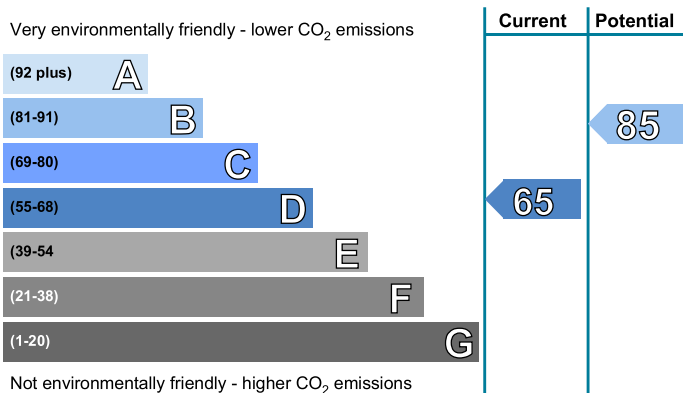 Current Potential
Very environmentally friendly - lower CO2 emissions
(92 plus) A
(81-91) B
85
(69-80) C
(55-68) D
65
(39-54 E
(21-38) F
(1-20) G
Not environmentally friendly - higher CO2 emissions